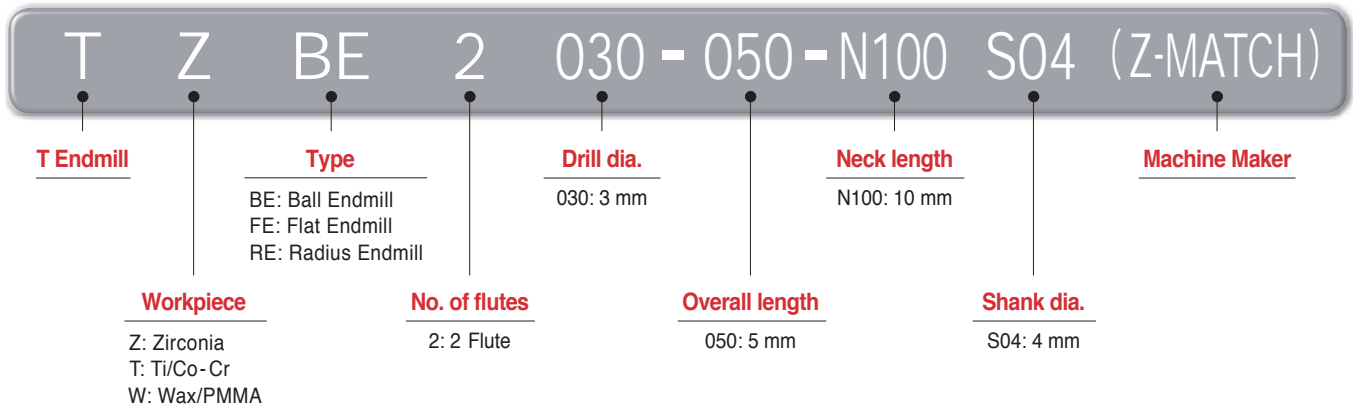 T Z BE 2 030 - 050 - N100 S04 (Z-MATCH)
T Endmill
Type
BE: Ball Endmill
FE: Flat Endmill
RE: Radius Endmill
Drill dia.
030: 3 mm
Neck length
N100: 10 mm
Machine Maker
Workpiece
Z: Zirconia
T: Ti/Co-Cr
W: Wax/PMMA
No. of flutes
2: 2 Flute
Overall length
050: 5 mm
Shank dia.
S04: 4 mm